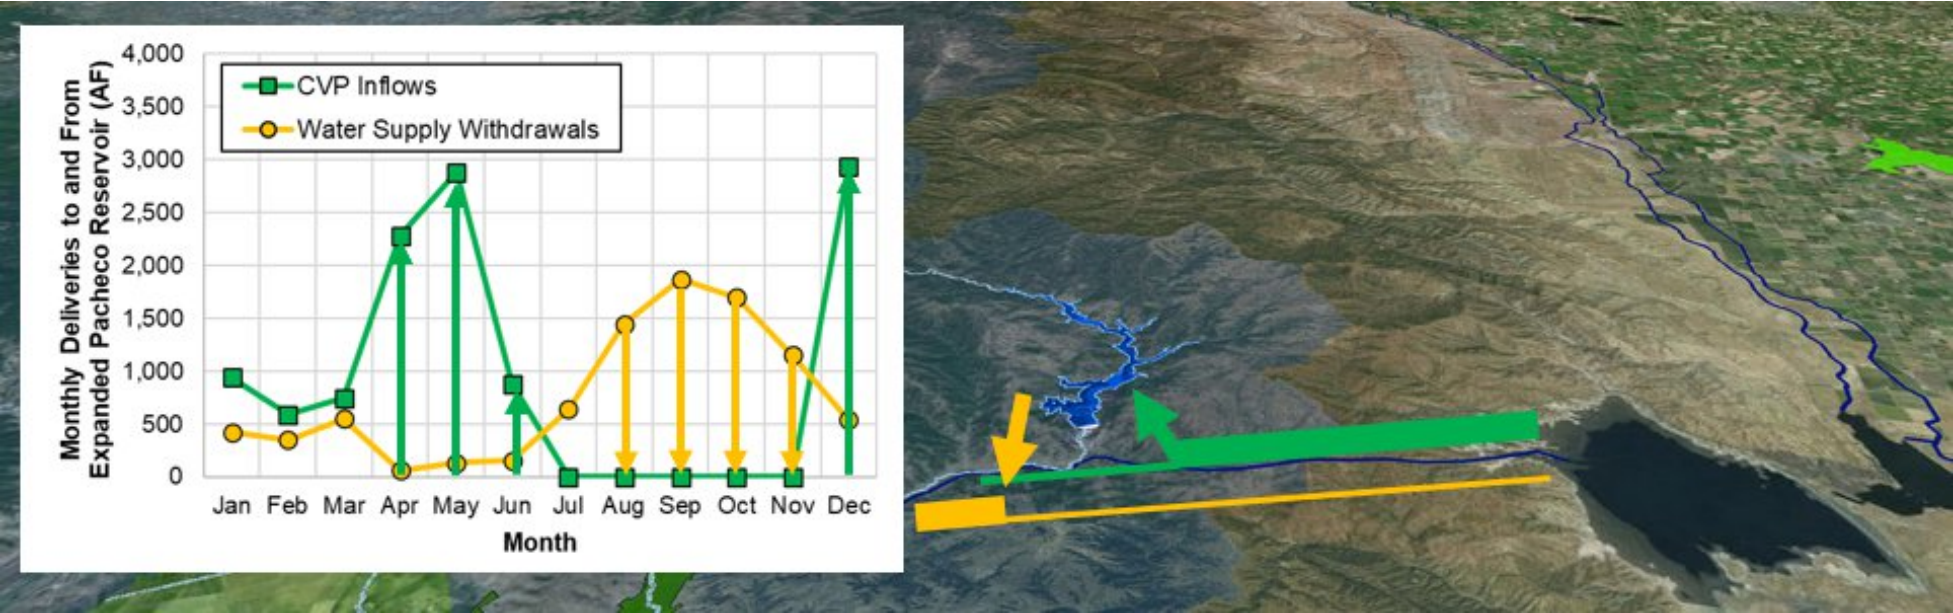 Monthly Deliveries to and From
Expanded Pacheco Reservoir (AF)
4,000
3,500
3,000
2,500
2,000
1,500
1,000
500
0
CVP Inflows
Water Supply Withdrawals
Jan Feb Mar Apr May Jun Jul Aug Sep Oct Nov Dec
Month